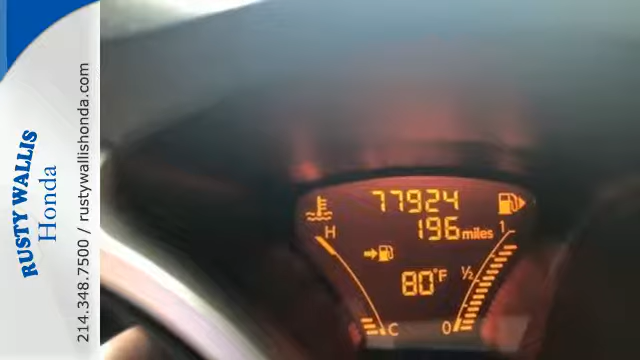 RUSTY WALLIS
Honda
214.348.7500 / rustywallishonda.com
77924
196 miles
H 1
1/2
80°F
C 0